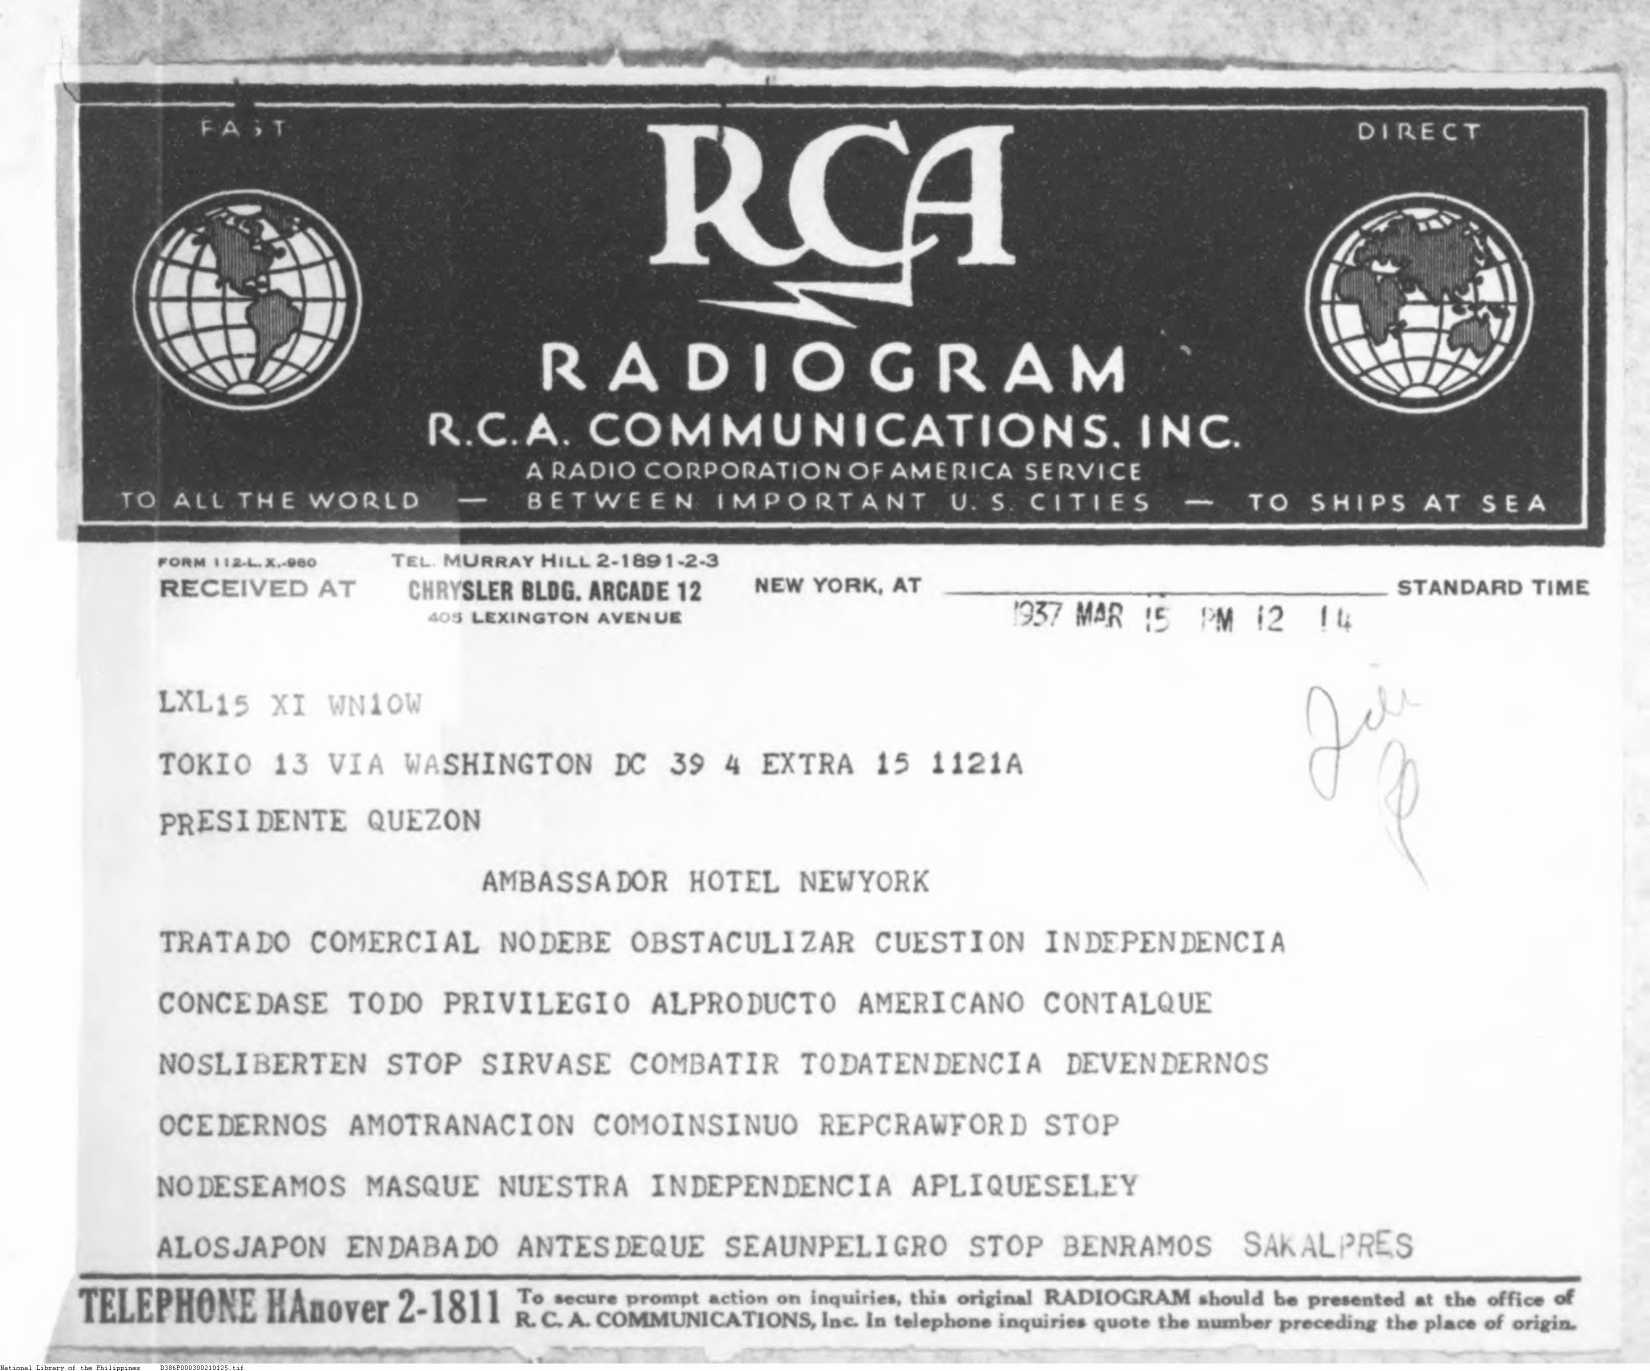 FAST
DIRECT
RCA
RADIOGRAM
R.C.A. COMMUNICATIONS, INC.
A RADIO CORPORATION OF AMERICA SERVICE
TO ALL THE WORLD — BETWEEN IMPORTANT U. S. CITIES — TO SHIPS AT SEA
FORM 112-L.X.-980 TEL. MURRAY HILL 2-1891-2-3
RECEIVED AT CHRYSLER BLDG. ARCADE 12 NEW YORK, AT STANDARD TIME
405 LEXINGTON AVENUE
1937 MAR 15 PM 12 14
LXL15 XI WN10W
TOKIO 13 VIA WASHINGTON DC 39 4 EXTRA 15 1121A
PRESIDENTE QUEZON
AMBASSADOR HOTEL NEWYORK
TRATADO COMERCIAL NODEBE OBSTACULIZAR CUESTION INDEPENDENCIA
CONCEDASE TODO PRIVILEGIO ALPRODUCTO AMERICANO CONTALQUE
NOSLIBERTEN STOP SIRVASE COMBATIR TODATENDENCIA DEVENDERNOS
OCEDERNOS AMOTRANACION COMOINSINUO REPCRAWFORD STOP
NODESEAMOS MASQUE NUESTRA INDEPENDENCIA APLIQUESELEY
ALOSJAPON ENDABADO ANTESDEQUE SEAUNPELIGRO STOP BENRAMOS SAKALPRES
TELEPHONE HAnover 2-1811 To secure prompt action on inquiries, this original RADIOGRAM should be presented at the office of
R. C. A. COMMUNICATIONS, Inc. In telephone inquiries quote the number preceding the place of origin.
National Library of the Philippines D386P000300210125.tif